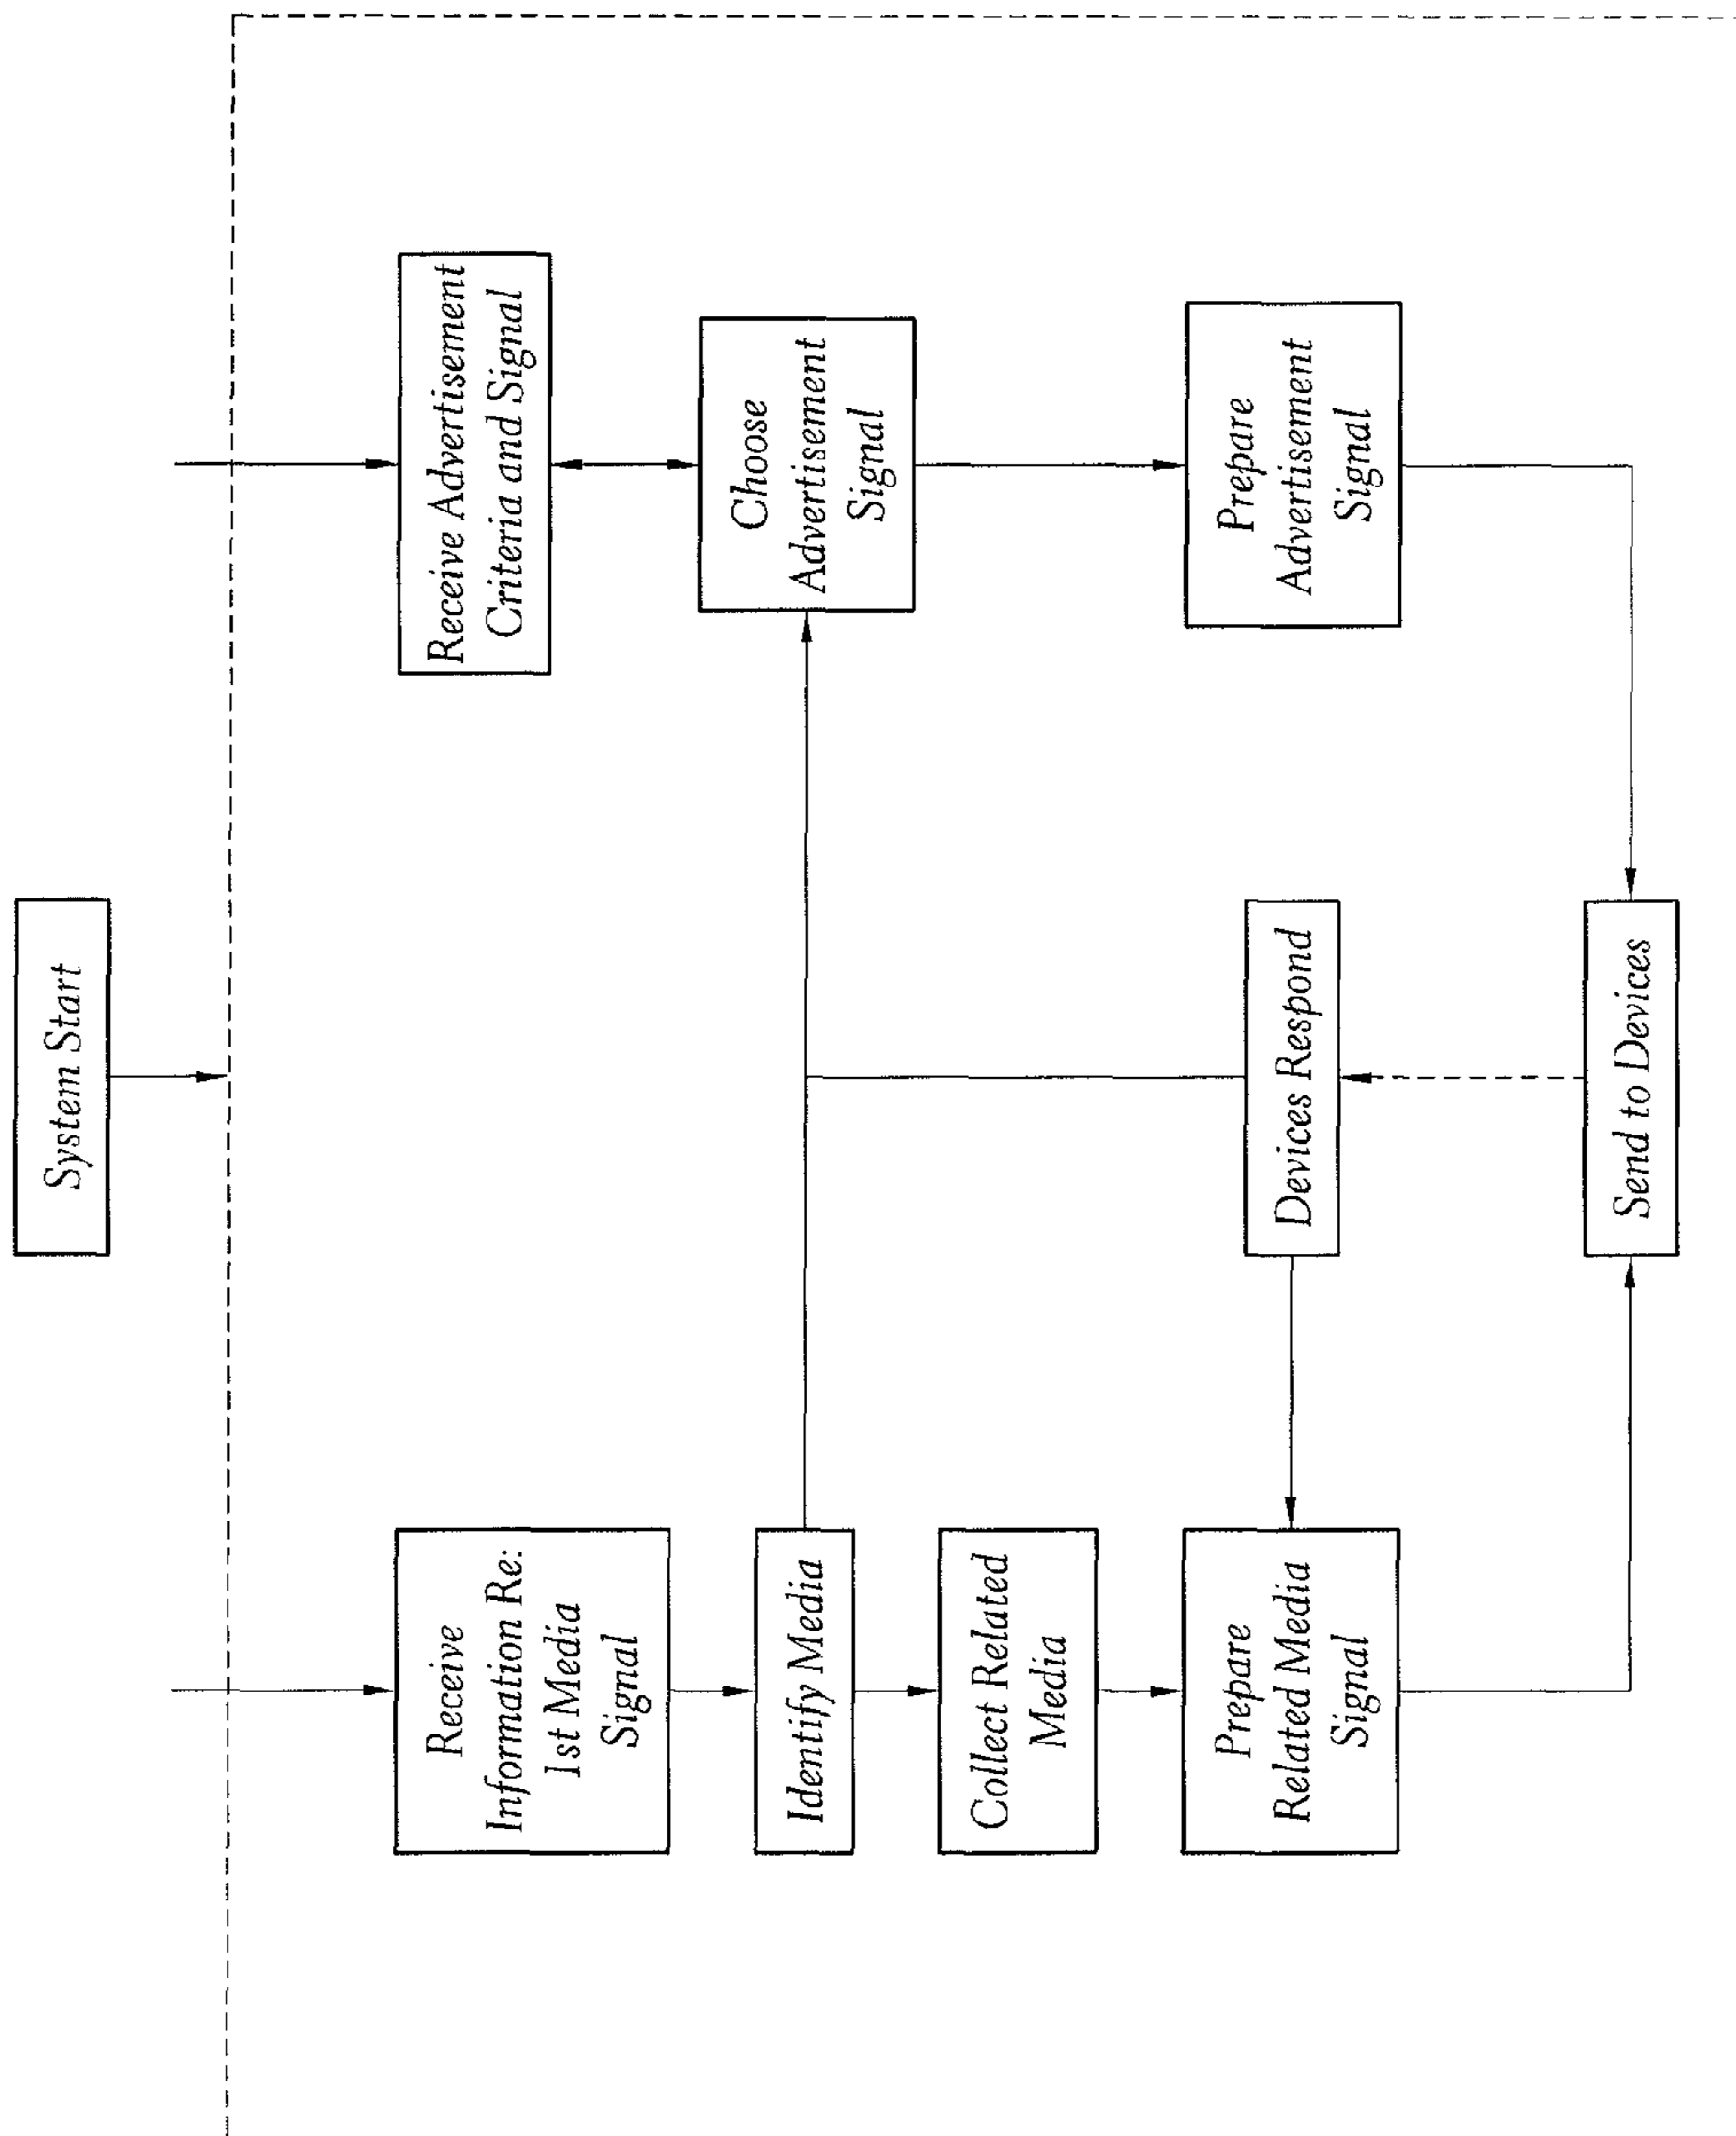 System Start
Receive
Information Re:
1st Media
Signal
Identify Media
Collect Related
Media
Prepare
Related Media
Signal
Devices Respond
Send to Devices
Receive Advertisement
Criteria and Signal
Choose
Advertisement
Signal
Prepare
Advertisement
Signal